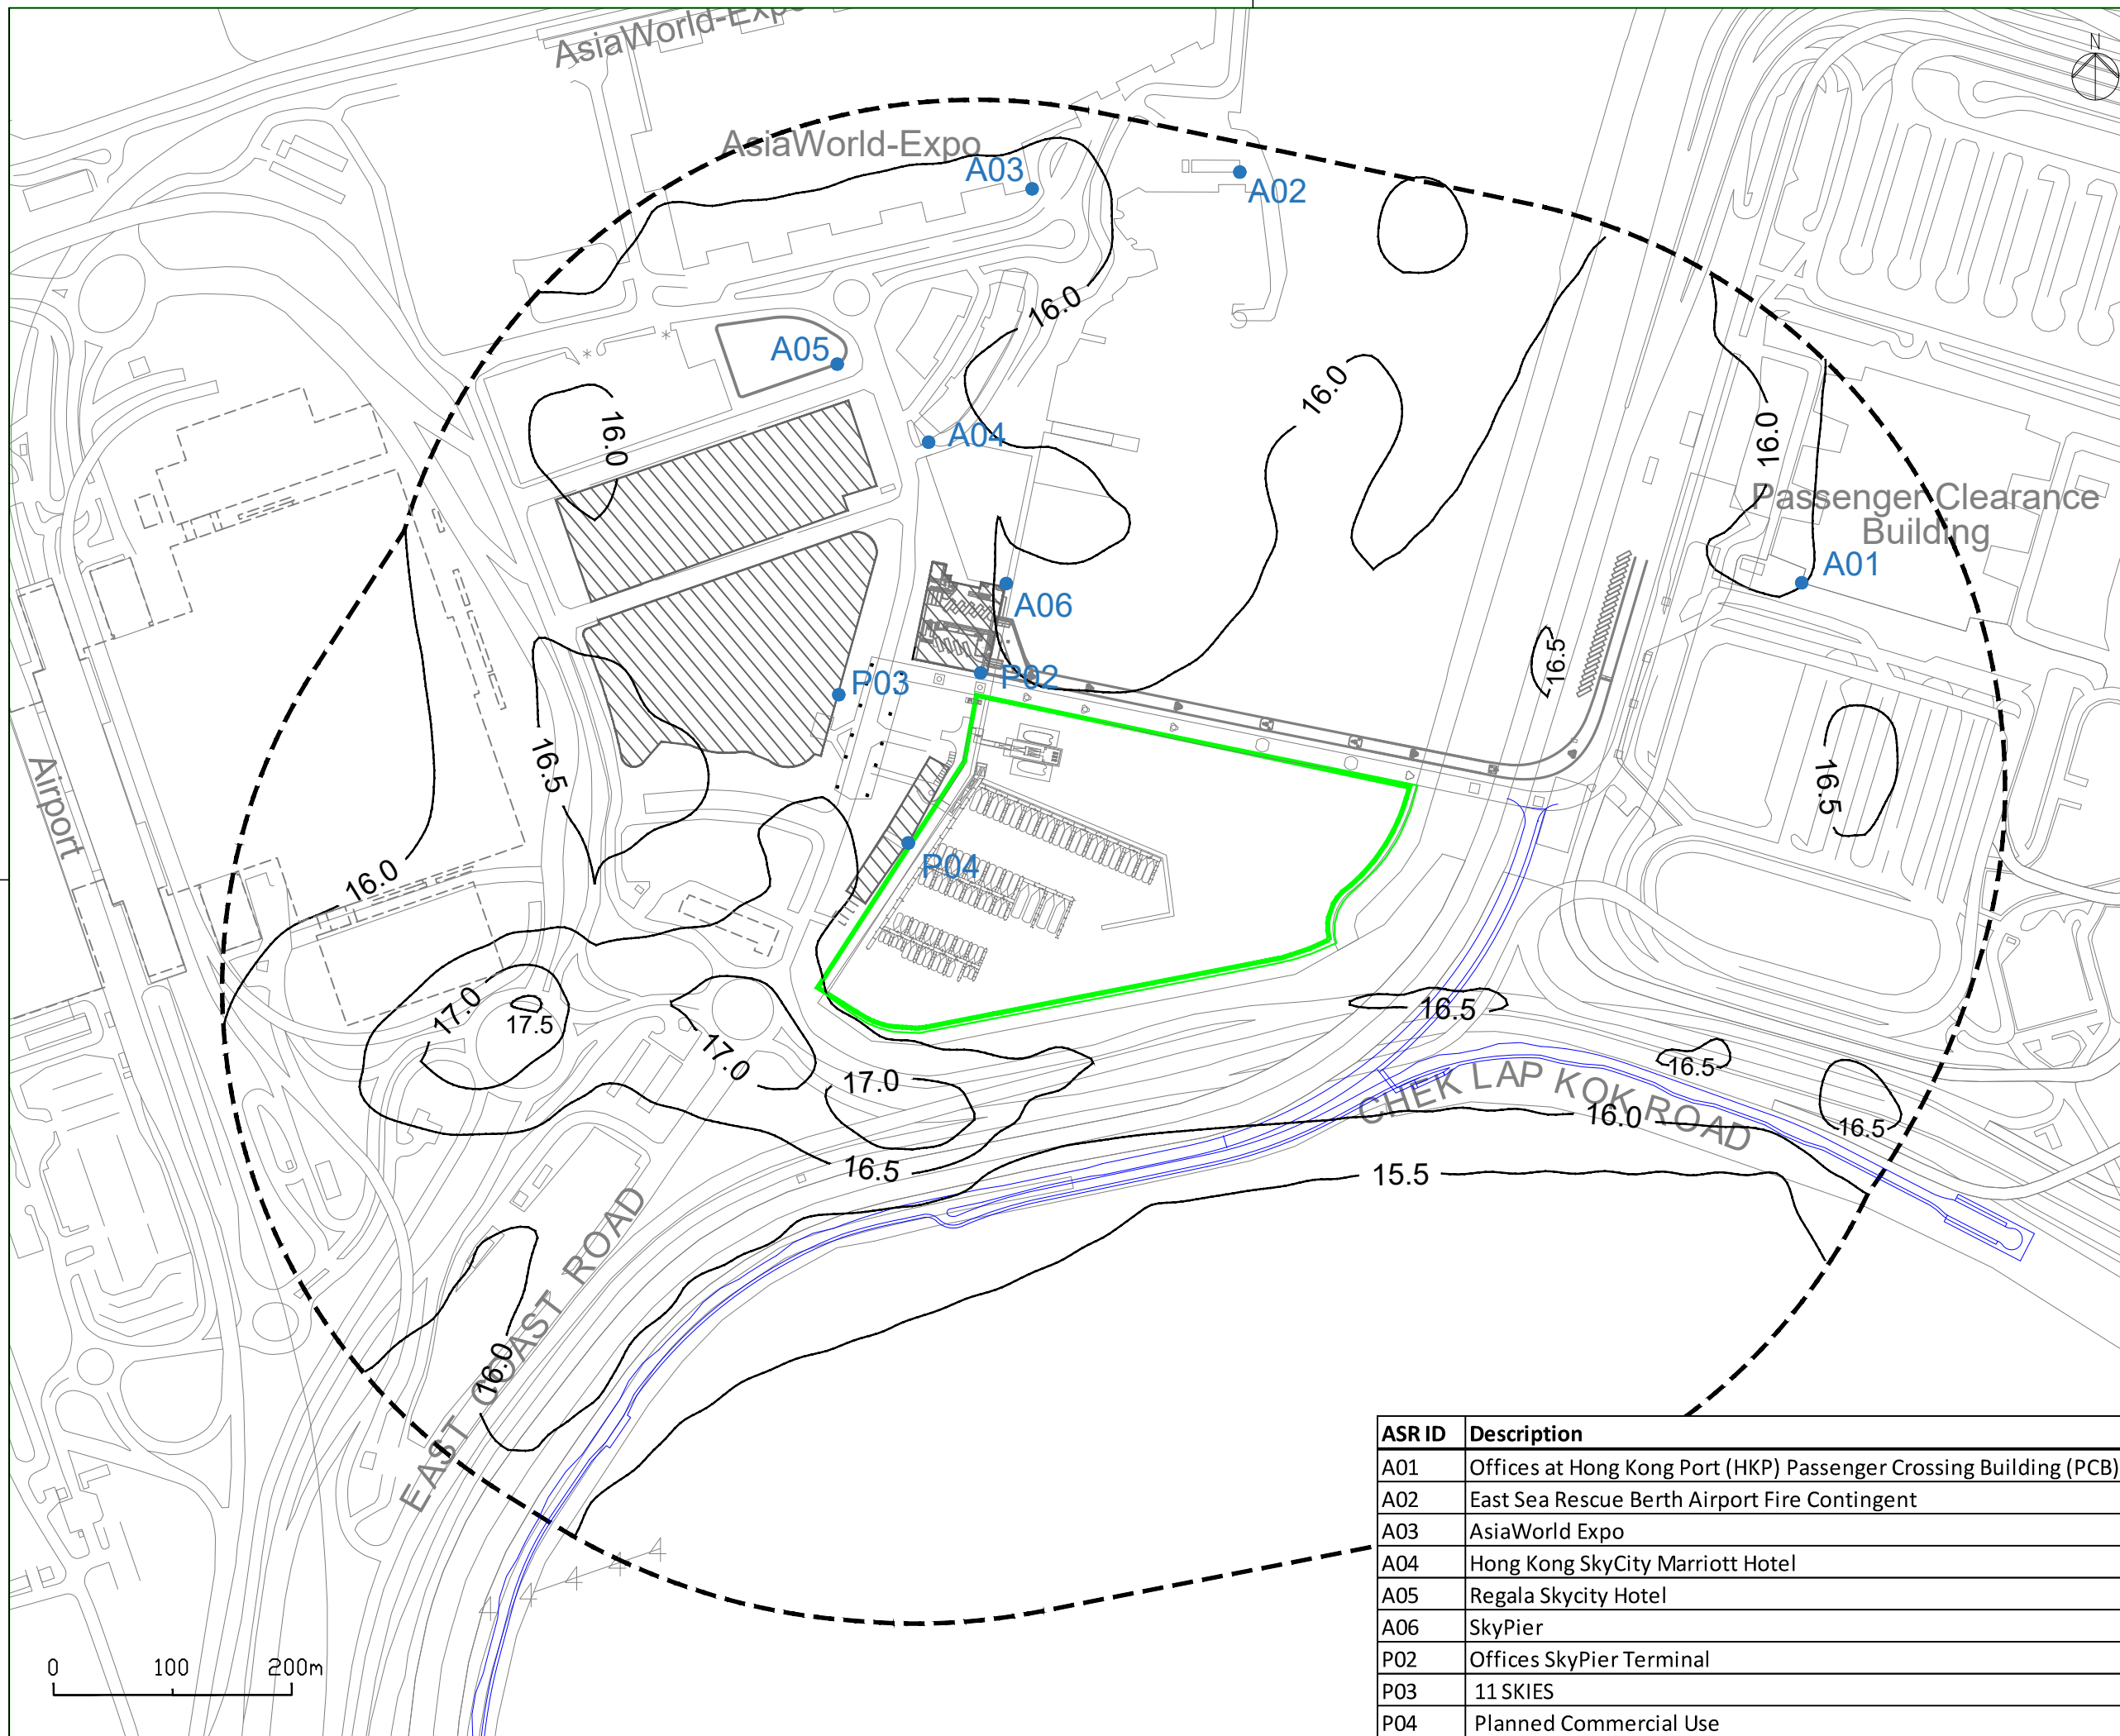 AsiaWorld-Expo
N
AsiaWorld-Expo
A03
A02
16.0
A05
16.0
16.0
16.0
A04
16.0
Passenger Clearance
Building
A01
A06
16.5
P03
P02
16.5
16.5
Airport
P04
16.0
17.0
17.5
16.5
17.0
17.0
16.5
CHEK LAP KOK ROAD
16.0
16.5
16.5
15.5
EAST COAST ROAD
16.0
ASR ID Description
A01 Offices at Hong Kong Port (HKP) Passenger Crossing Building (PCB)
A02 East Sea Rescue Berth Airport Fire Contingent
A03 AsiaWorld Expo
A04 Hong Kong SkyCity Marriott Hotel
A05 Regala Skycity Hotel
A06 SkyPier
P02 Offices SkyPier Terminal
P03 11 SKIES
P04 Planned Commercial Use
0 100 200m